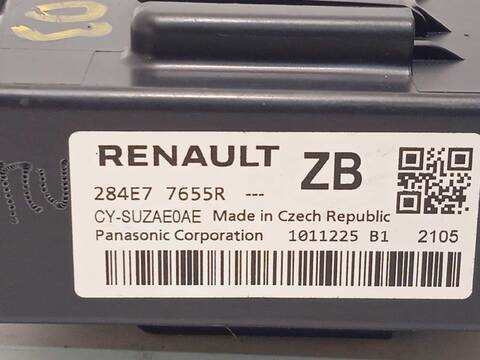 RENAULT ZB
284E7 7655R ---
CY-SUZAE0AE Made in Czech Republic
Panasonic Corporation 1011225 B1 2105